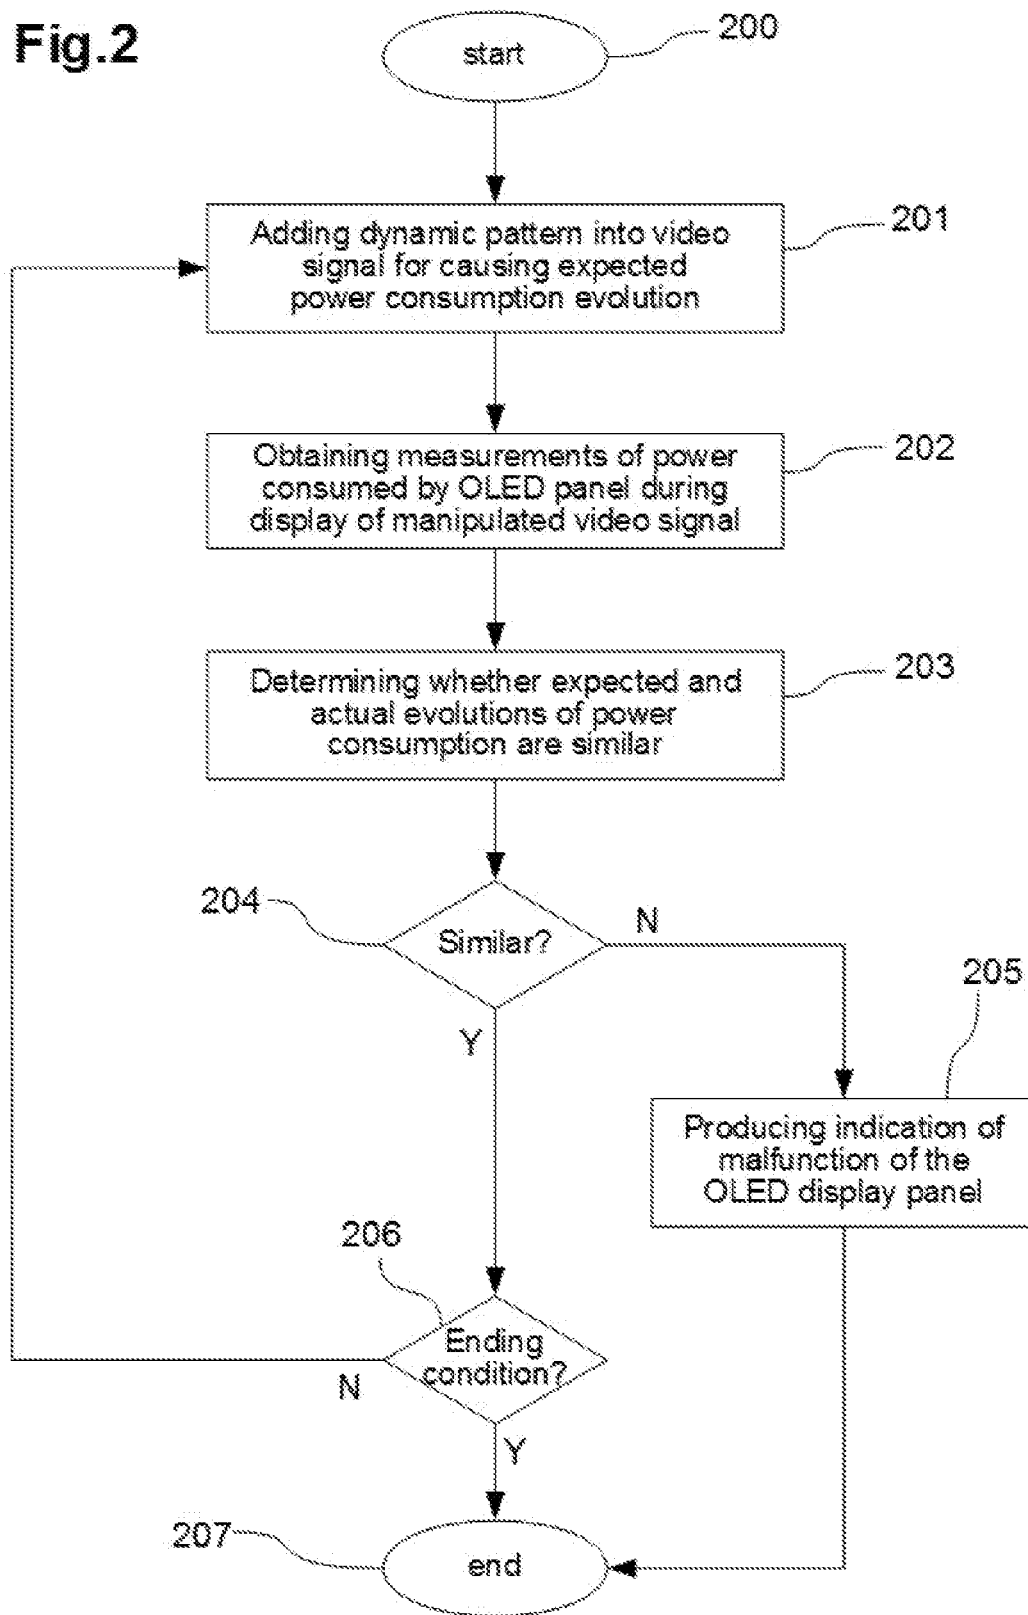 Fig.2
start
200
Adding dynamic pattern into video
signal for causing expected
power consumption evolution
201
Obtaining measurements of power
consumed by OLED panel during
display of manipulated video signal
202
Determining whether expected and
actual evolutions of power
consumption are similar
203
204
Similar?
N
Y
205
Producing indication of
malfunction of the
OLED display panel
206
Ending
condition?
N
Y
207
end